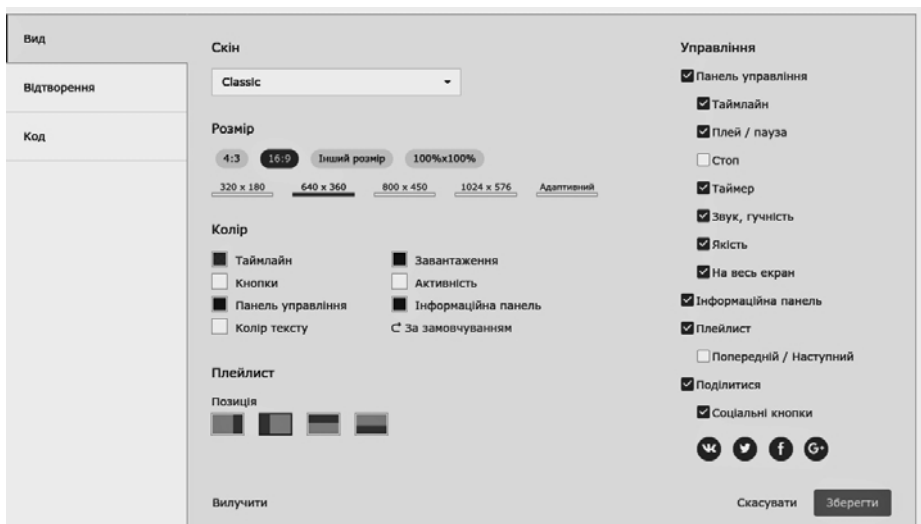 Вид
Відтворення
Код
Скін
Classic
Розмір
4:3 16:9 Інший розмір 100%x100%
320 x 180 640 x 360 800 x 450 1024 x 576 Адаптивний
Колір
Таймлайн Завантаження
Кнопки Активність
Панель управління Інформаційна панель
Колір тексту За замовчуванням
Плейлист
Позиція
Вилучити
Управління
Панель управління
Таймлайн
Плей / пауза
Стоп
Таймер
Звук, гучність
Якість
На весь екран
Інформаційна панель
Плейлист
Попередній / Наступний
Поділитися
Соціальні кнопки
Скасувати Зберегти